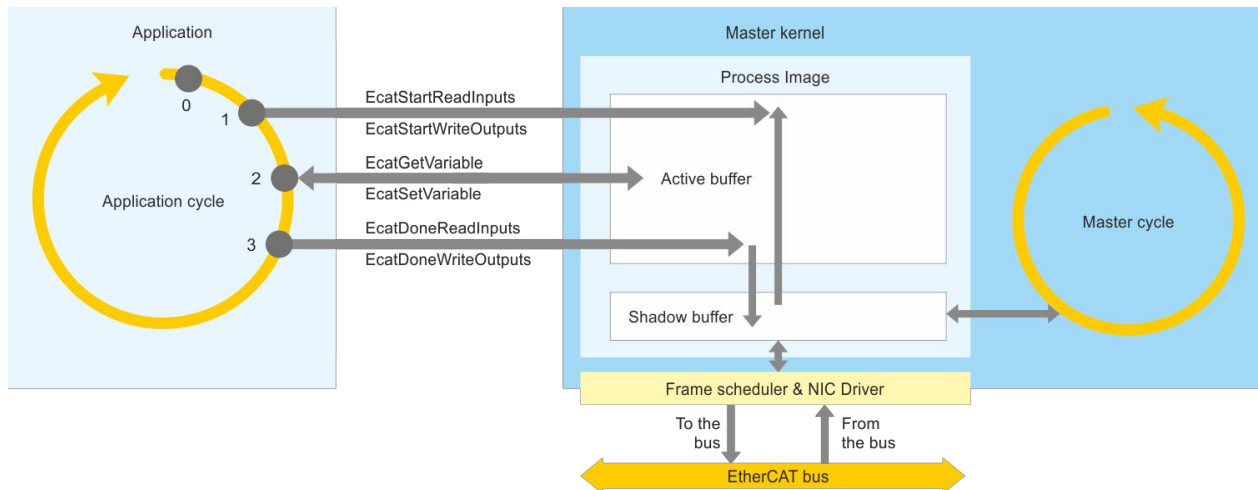 Application
Master kernel
Process Image
0
1
2
3
Application cycle
EcatStartReadInputs
EcatStartWriteOutputs
EcatGetVariable
EcatSetVariable
EcatDoneReadInputs
EcatDoneWriteOutputs
Active buffer
Shadow buffer
Master cycle
Frame scheduler & NIC Driver
To the
bus
From
the bus
EtherCAT bus